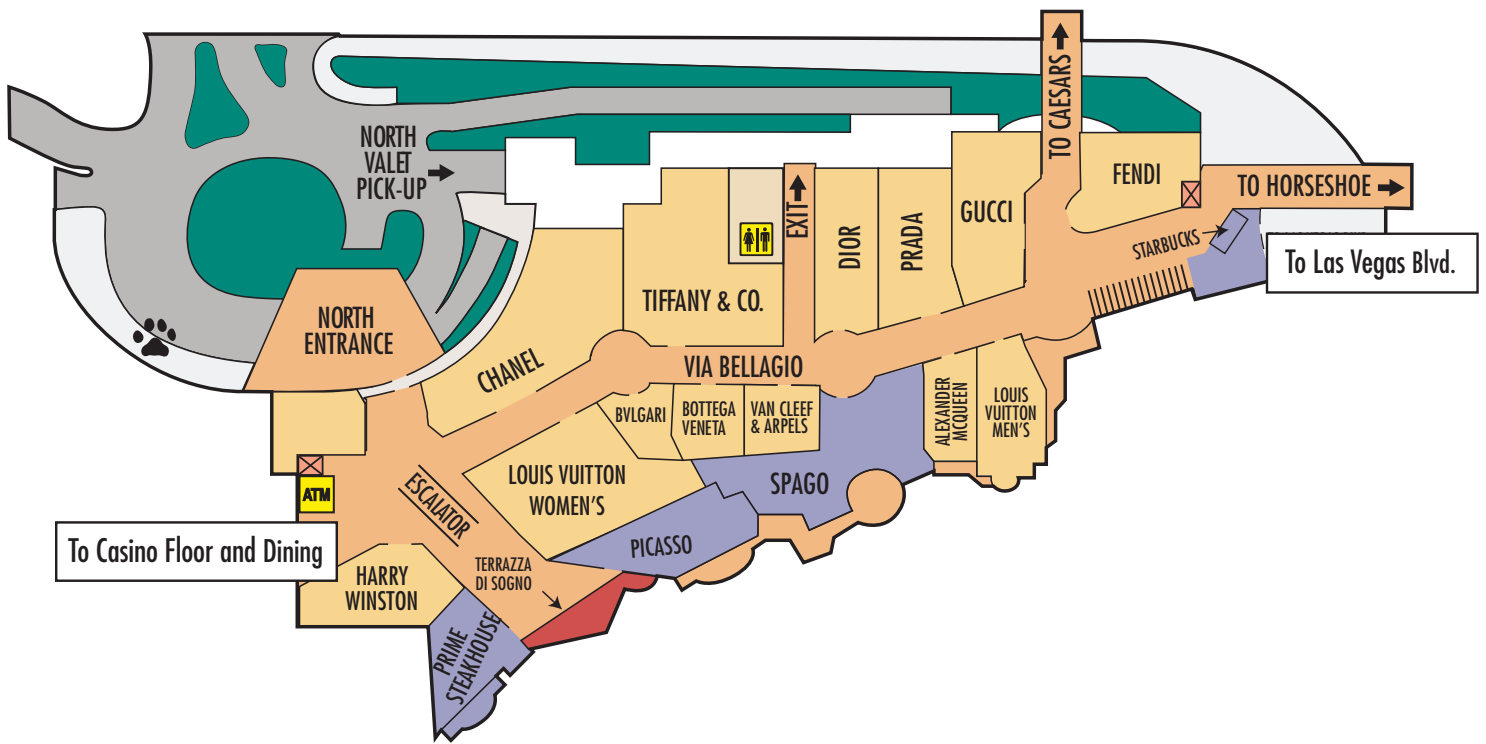 TO CAESARS
NORTH
VALET
PICK-UP
FENDI
TO HORSESHOE
EXIT
GUCCI
DIOR
PRADA
STARBUCKS
To Las Vegas Blvd.
TIFFANY & CO.
NORTH
ENTRANCE
CHANEL
VIA BELLAGIO
BVLGARI
BOTTEGA
VENETA
VAN CLEEF
& ARPELS
ALEXANDER
MCQUEEN
LOUIS
VUITTON
MEN'S
LOUIS VUITTON
WOMEN'S
SPAGO
ATM
ESCALATOR
To Casino Floor and Dining
PICASSO
TERRAZZA
DI SOGNO
HARRY
WINSTON
PRIME
STEAKHOUSE